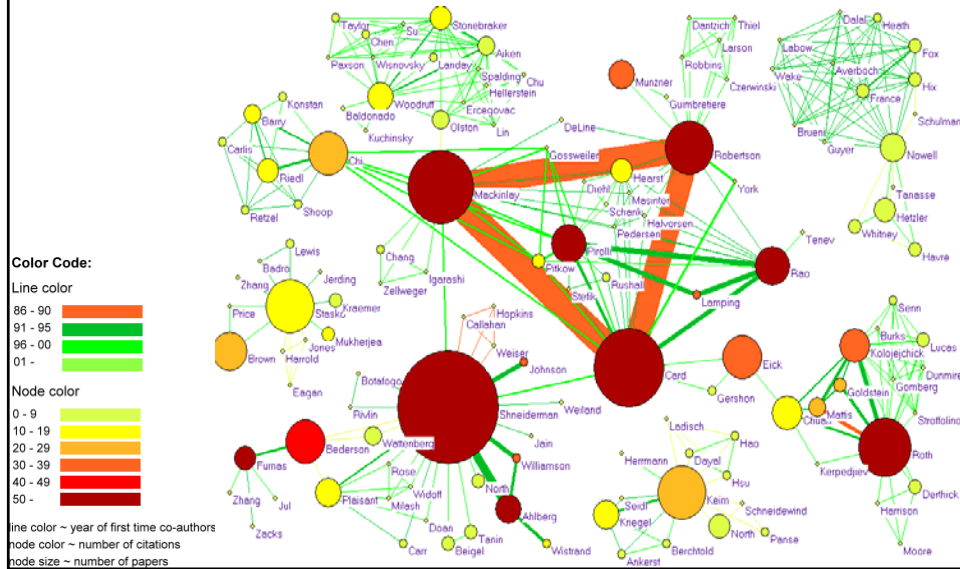 Taylor
Su
Stonebraker
Chen
Aiken
Paxson
Wisnovsky
Landay
Spalding
Chu
Hellerstein
Woodruff
Ercegovac
Baldonado
Olston
Lin
Kuchinsky
Dantzich
Thiel
Larson
Robbins
Munzner
Czerwinski
Guimbretiere
Dalal
Heath
Labow
Fox
Averboch
Wake
Hix
France
Schulman
Brueni
Guyer
Nowell
Tanasse
Hetzler
Whitney
Havre
Konstan
Barry
Carlis
Chi
Riedl
Retzel
Shoop
DeLine
Gossweiler
Robertson
Hearst
Mackinlay
Diehl
Masinter
York
Schank
Halvorsen
Pedersen
Pirolli
Tenev
Rao
Pitkow
Rushall
Stefik
Lamping
Chang
Igarashi
Zellweger
Lewis
Badro
Jerding
Zhang
Kraemer
Price
Stasko
Mukherjea
Jones
Brown
Harrold
Eagan
Hopkins
Callahan
Weiser
Johnson
Botafogo
Rivlin
Shneiderman
Weiland
Card
Eick
Gershon
Senn
Burks
Kolojejchick
Lucas
Goldstein
Dunmire
Gomberg
Mattis
Chuah
Stroffolino
Roth
Kerpedjiev
Derthick
Harrison
Moore
Bederson
Wattenberg
Jain
Furnas
Williamson
Rose
North
Zhang
Jul
Plaisant
Widoff
Milash
Ahlberg
Zacks
Doan
Tanin
Carr
Beigel
Wistrand
Ladisch
Hao
Herrmann
Dayal
Hsu
Keim
Seidl
Schneidewind
Kriegel
North
Panse
Berchtold
Ankerst
Color Code:
Line color
86 - 90
91 - 95
96 - 00
01 -
Node color
0 - 9
10 - 19
20 - 29
30 - 39
40 - 49
50 -
line color ~ year of first time co-authors
node color ~ number of citations
node size ~ number of papers